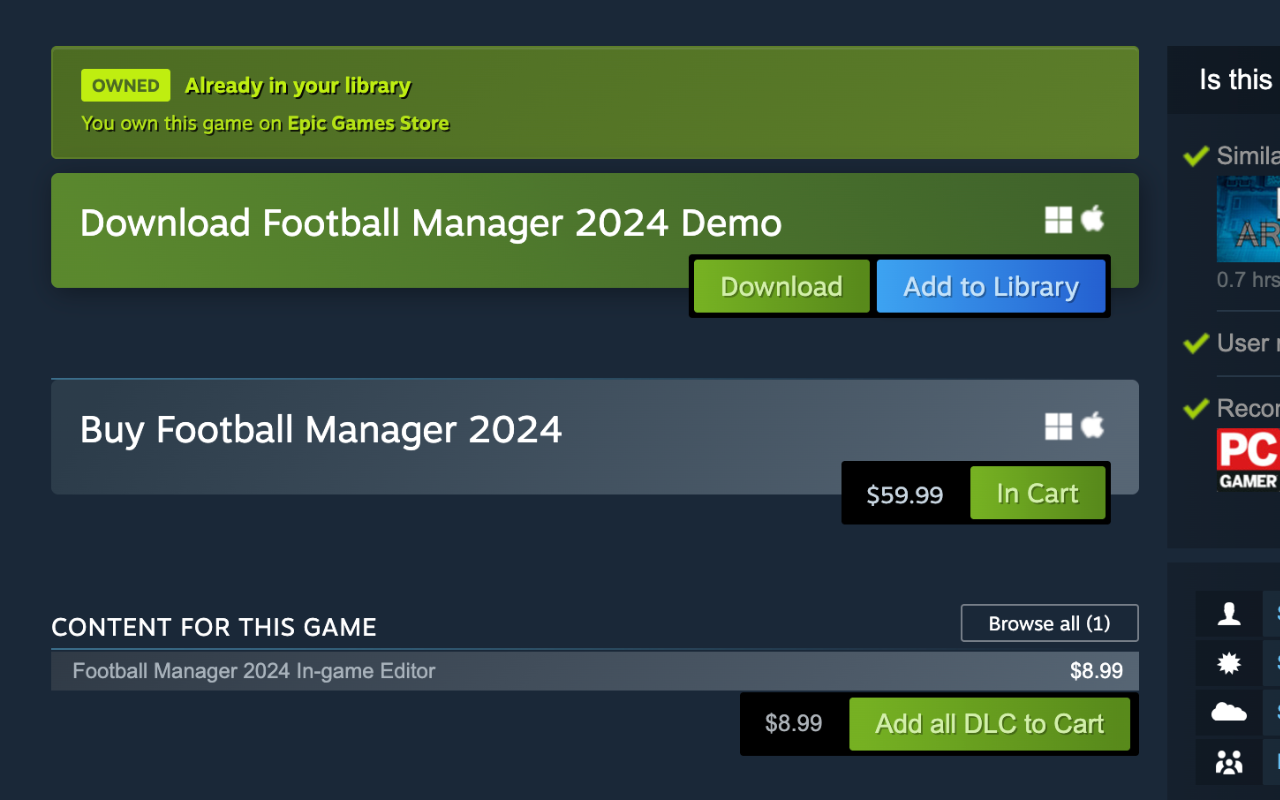 OWNED Already in your library
You own this game on Epic Games Store
Download Football Manager 2024 Demo
Download Add to Library
Buy Football Manager 2024
$59.99 In Cart
CONTENT FOR THIS GAME Browse all (1)
Football Manager 2024 In-game Editor $8.99
$8.99 Add all DLC to Cart
Is this
0.7 hrs
User
PC
GAMER